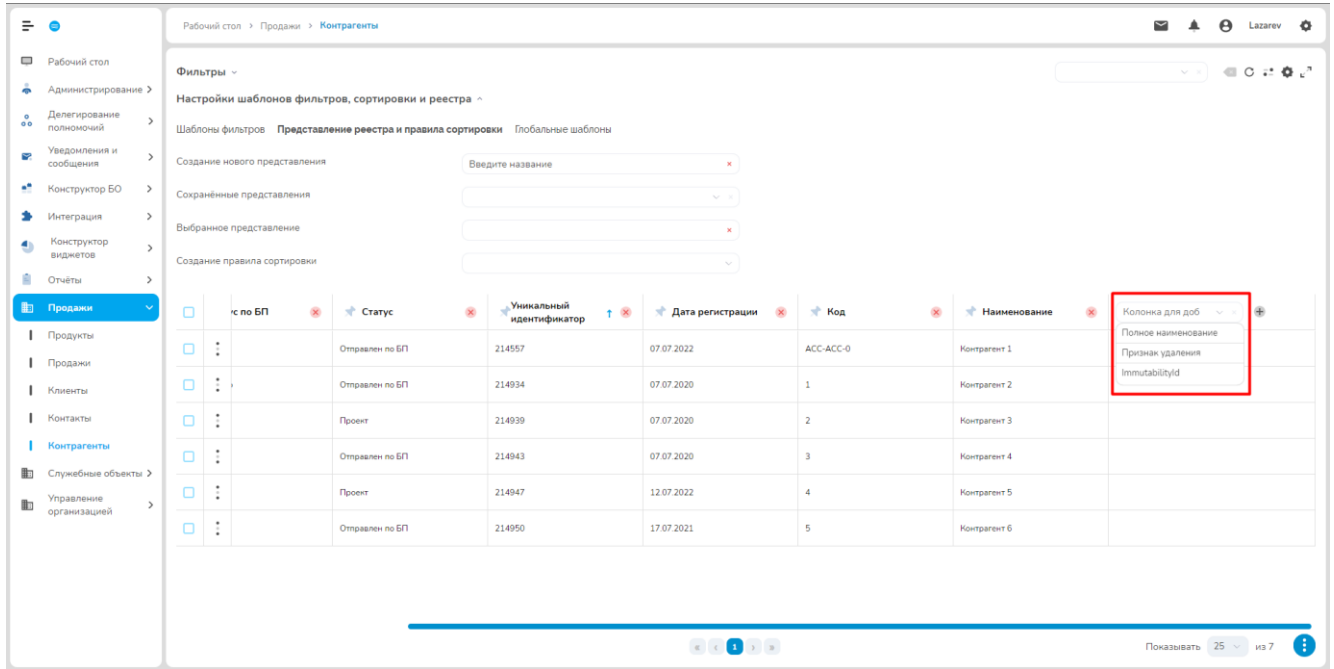 Рабочий стол > Продажи > Контрагенты
Lazarev
Рабочий стол
Администрирование
Делегирование
полномочий
Уведомления и
сообщения
Конструктор БО
Интеграция
Конструктор
виджетов
Отчёты
Продажи
Продукты
Продажи
Клиенты
Контакты
Контрагенты
Служебные объекты
Управление
организацией
Фильтры
Настройки шаблонов фильтров, сортировки и реестра
Шаблоны фильтров Представление реестра и правила сортировки Глобальные шаблоны
Создание нового представления Введите название
Сохранённые представления
Выбранное представление
Создание правила сортировки
с по БП Статус Уникальный идентификатор Дата регистрации Код Наименование Колонка для доб
Полное наименование
Признак удаления
ImmutabilityId
Отправлен по БП 214557 07.07.2022 ACC-ACC-0 Контрагент 1
Отправлен по БП 214934 07.07.2020 1 Контрагент 2
Проект 214939 07.07.2020 2 Контрагент 3
Отправлен по БП 214943 07.07.2020 3 Контрагент 4
Проект 214947 12.07.2022 4 Контрагент 5
Отправлен по БП 214950 17.07.2021 5 Контрагент 6
« ‹ 1 › »
Показывать 25 из 7